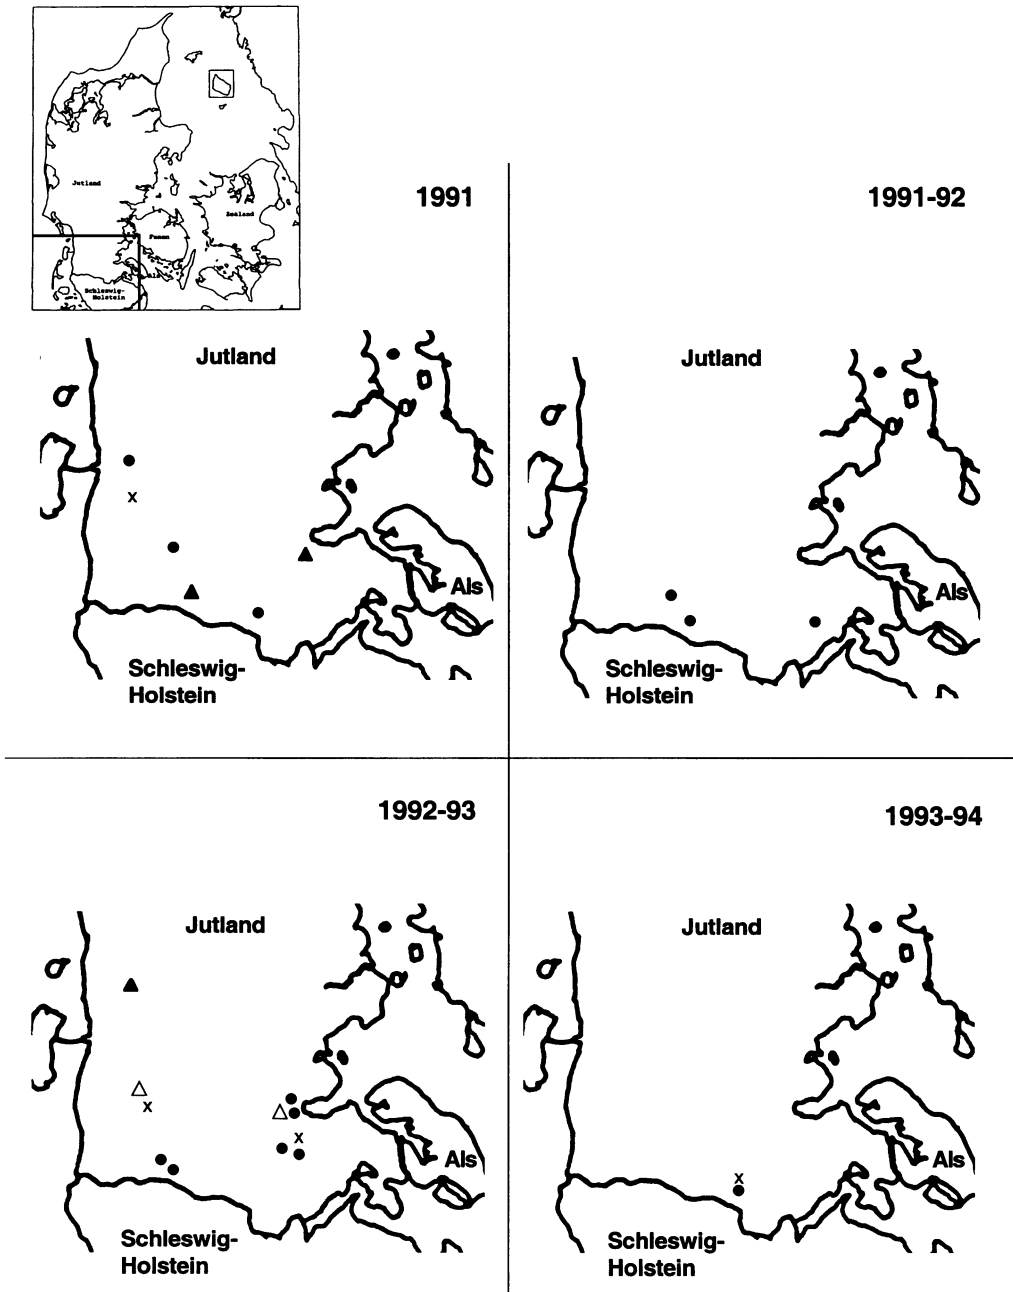 Jutland
Zealand
Funen
Schleswig-
Holstein
1991
Jutland
Als
Schleswig-
Holstein
1991-92
Jutland
Als
Schleswig-
Holstein
1992-93
Jutland
x
x
Als
Schleswig-
Holstein
1993-94
Jutland
x
Als
Schleswig-
Holstein